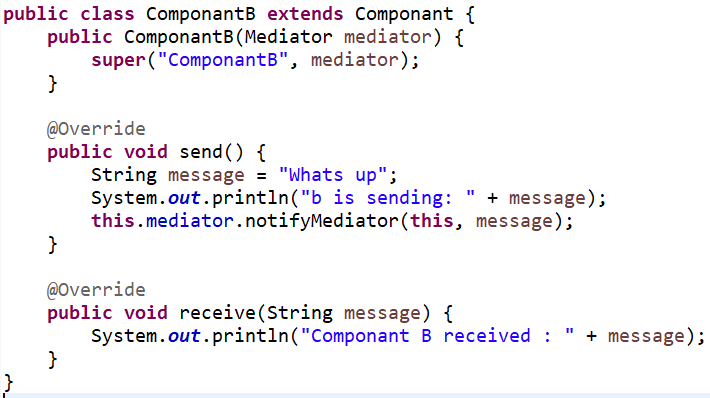 public class ComponantB extends Componant {
    public ComponantB(Mediator mediator) {
        super("ComponantB", mediator);
    }

    @Override
    public void send() {
        String message = "Whats up";
        System.out.println("b is sending: " + message);
        this.mediator.notifyMediator(this, message);
    }

    @Override
    public void receive(String message) {
        System.out.println("Componant B received : " + message);
    }
}